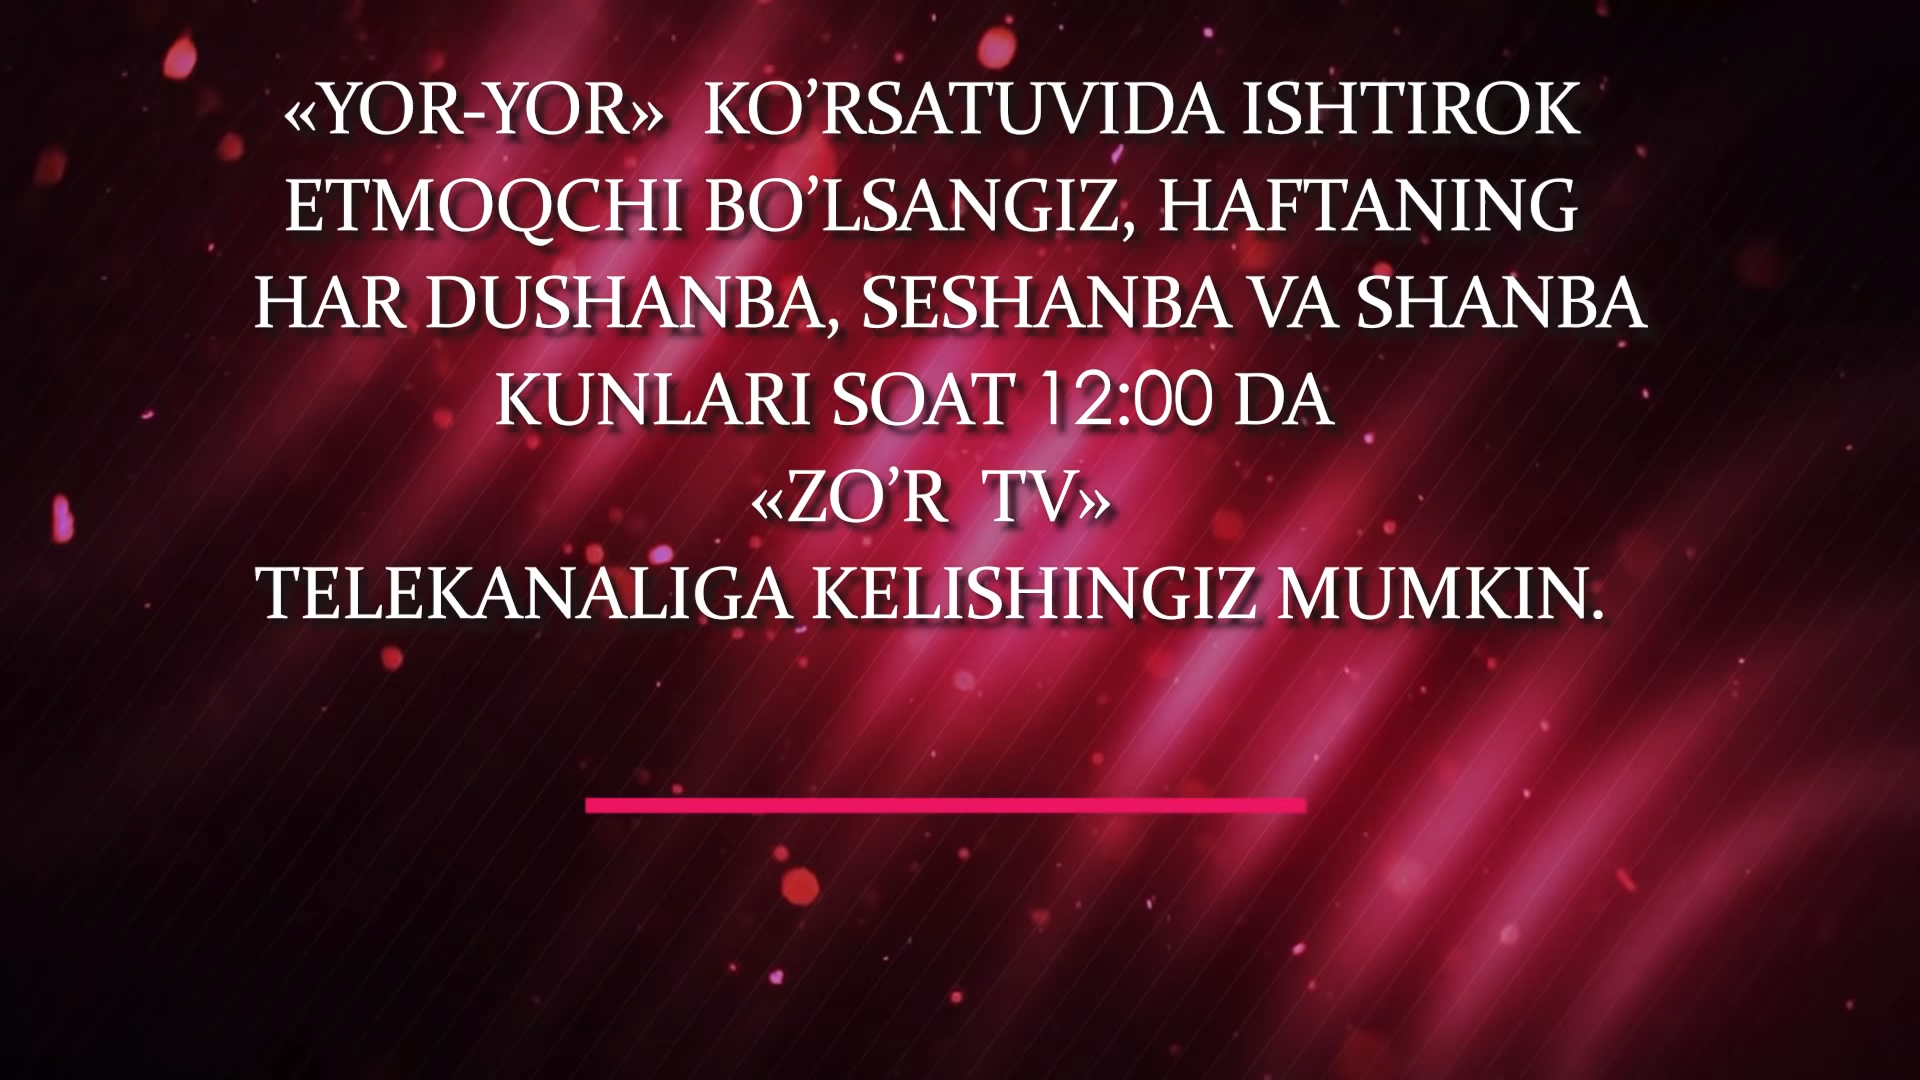 «YOR-YOR» KO’RSATUVIDA ISHTIROK
ETMOQCHI BO’LSANGIZ, HAFTANING
HAR DUSHANBA, SESHANBA VA SHANBA
KUNLARI SOAT 12:00 DA
«ZO’R TV»
TELEKANALIGA KELISHINGIZ MUMKIN.